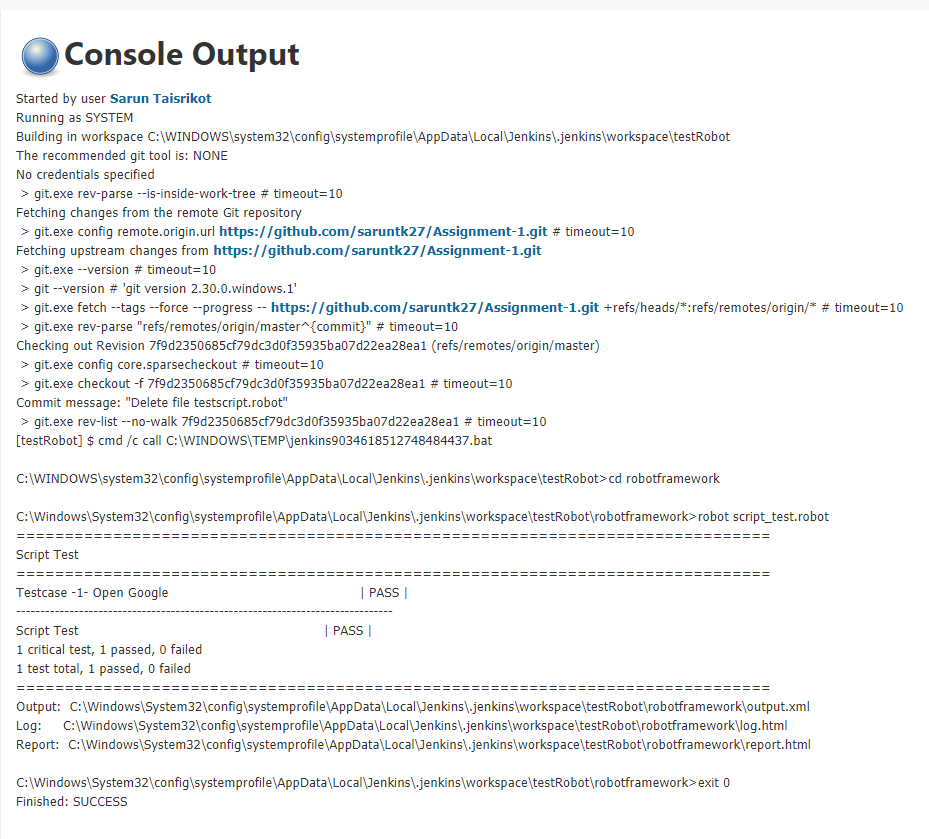 Console Output
Started by user Sarun Taisrikot
Running as SYSTEM
Building in workspace C:\WINDOWS\system32\config\systemprofile\AppData\Local\Jenkins\.jenkins\workspace\testRobot
The recommended git tool is: NONE
No credentials specified
 > git.exe rev-parse --is-inside-work-tree # timeout=10
Fetching changes from the remote Git repository
 > git.exe config remote.origin.url https://github.com/saruntk27/Assignment-1.git # timeout=10
Fetching upstream changes from https://github.com/saruntk27/Assignment-1.git
 > git.exe --version # timeout=10
 > git --version # 'git version 2.30.0.windows.1'
 > git.exe fetch --tags --force --progress -- https://github.com/saruntk27/Assignment-1.git +refs/heads/*:refs/remotes/origin/* # timeout=10
 > git.exe rev-parse "refs/remotes/origin/master^{commit}" # timeout=10
Checking out Revision 7f9d2350685cf79dc3d0f35935ba07d22ea28ea1 (refs/remotes/origin/master)
 > git.exe config core.sparsecheckout # timeout=10
 > git.exe checkout -f 7f9d2350685cf79dc3d0f35935ba07d22ea28ea1 # timeout=10
Commit message: "Delete file testscript.robot"
 > git.exe rev-list --no-walk 7f9d2350685cf79dc3d0f35935ba07d22ea28ea1 # timeout=10
[testRobot] $ cmd /c call C:\WINDOWS\TEMP\jenkins9034618512748484437.bat
C:\WINDOWS\system32\config\systemprofile\AppData\Local\Jenkins\.jenkins\workspace\testRobot>cd robotframework
C:\Windows\System32\config\systemprofile\AppData\Local\Jenkins\.jenkins\workspace\testRobot\robotframework>robot script_test.robot
==============================================================================
Script Test
==============================================================================
Testcase -1- Open Google | PASS |
------------------------------------------------------------------------------
Script Test | PASS |
1 critical test, 1 passed, 0 failed
1 test total, 1 passed, 0 failed
==============================================================================
Output: C:\Windows\System32\config\systemprofile\AppData\Local\Jenkins\.jenkins\workspace\testRobot\robotframework\output.xml
Log: C:\Windows\System32\config\systemprofile\AppData\Local\Jenkins\.jenkins\workspace\testRobot\robotframework\log.html
Report: C:\Windows\System32\config\systemprofile\AppData\Local\Jenkins\.jenkins\workspace\testRobot\robotframework\report.html
C:\Windows\System32\config\systemprofile\AppData\Local\Jenkins\.jenkins\workspace\testRobot\robotframework>exit 0
Finished: SUCCESS